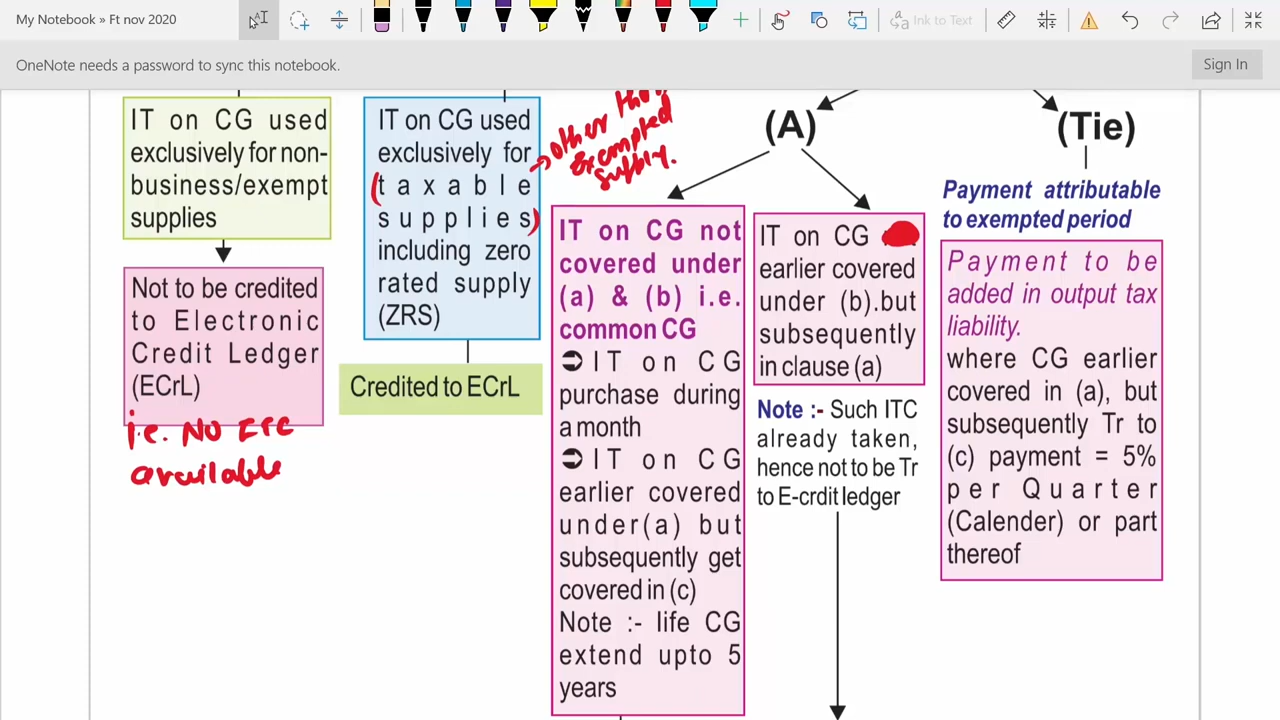 My Notebook » Ft nov 2020
Ink to Text
OneNote needs a password to sync this notebook.
Sign In
IT on CG used
exclusively for non-
business/exempt
supplies
Not to be credited
to Electronic
Credit Ledger
(ECrL)
i.e. NO ITC
available
IT on CG used
exclusively for
(taxable
supplies)
including zero
rated supply
(ZRS)
Credited to ECrL
→ other than
exempted
supply.
(A)
IT on CG not
covered under
(a) & (b) i.e.
common CG
➲ IT on CG
purchase during
a month
➲ IT on CG
earlier covered
under(a) but
subsequently get
covered in (c)
Note :- life CG
extend upto 5
years
IT on CG
earlier covered
under (b).but
subsequently
in clause (a)
Note :- Such ITC
already taken,
hence not to be Tr
to E-crdit ledger
(Tie)
Payment attributable
to exempted period
Payment to be
added in output tax
liability.
where CG earlier
covered in (a), but
subsequently Tr to
(c) payment = 5%
per Quarter
(Calender) or part
thereof